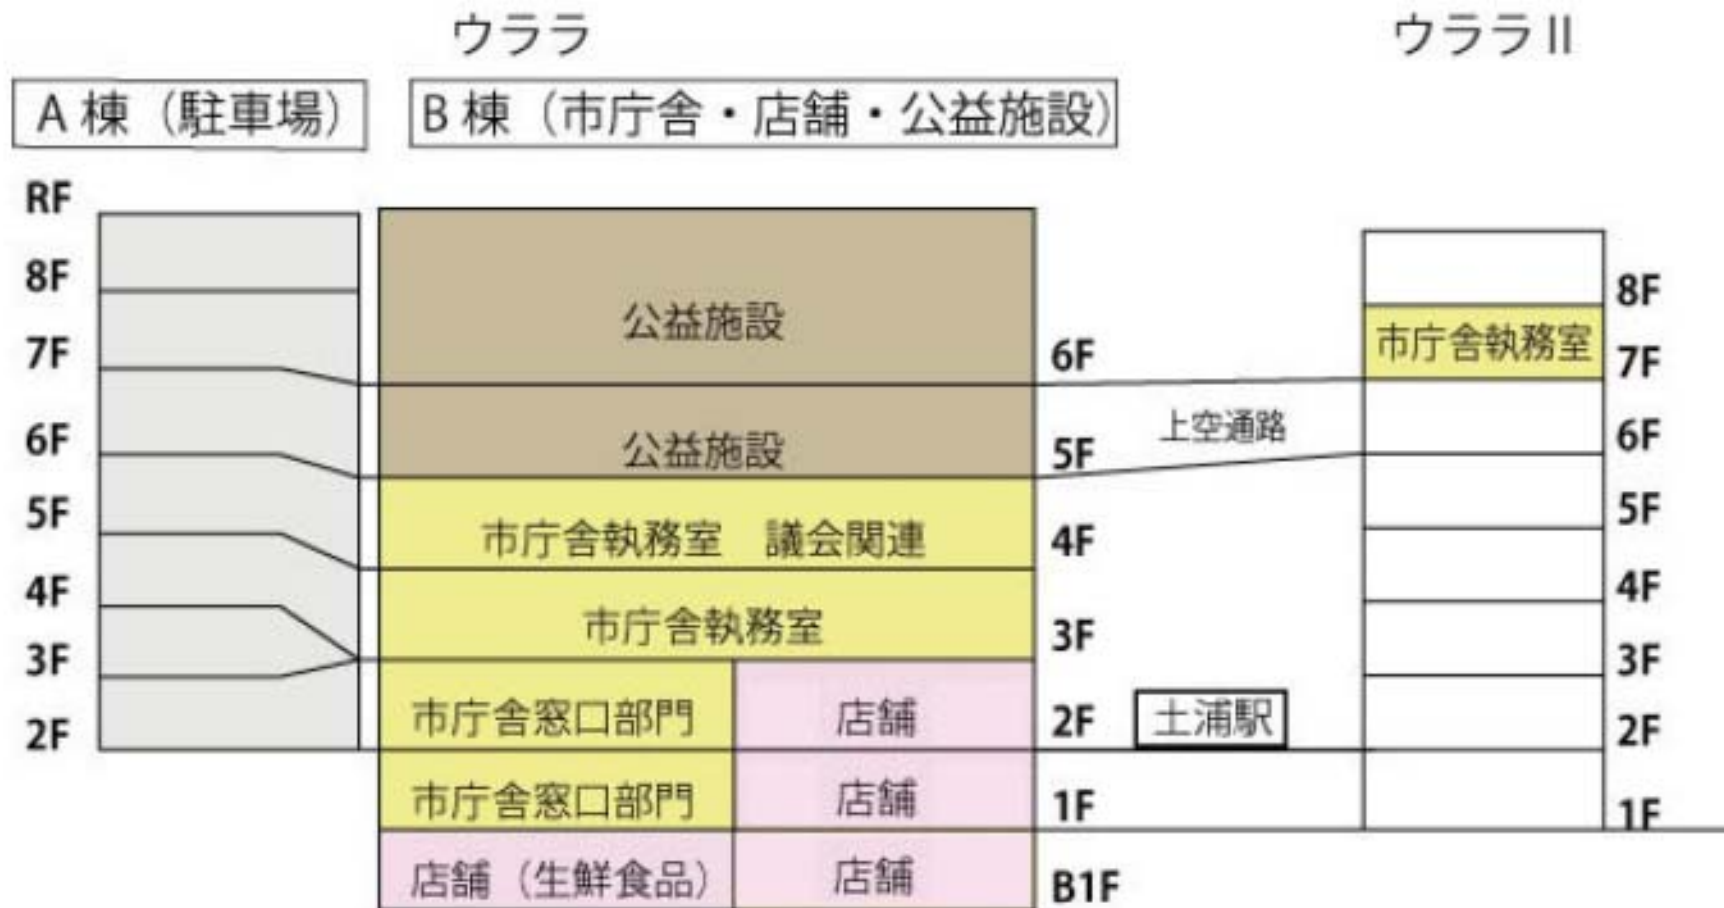 ウララ
ウララⅡ
A棟（駐車場）
B棟（市庁舎・店舗・公益施設）
RF
8F
7F
6F
5F
4F
3F
2F
公益施設
6F
公益施設
5F
市庁舎執務室　議会関連
4F
市庁舎執務室
3F
市庁舎窓口部門
店舗
2F
市庁舎窓口部門
店舗
1F
店舗（生鮮食品）
店舗
B1F
上空通路
土浦駅
8F
市庁舎執務室
7F
6F
5F
4F
3F
2F
1F